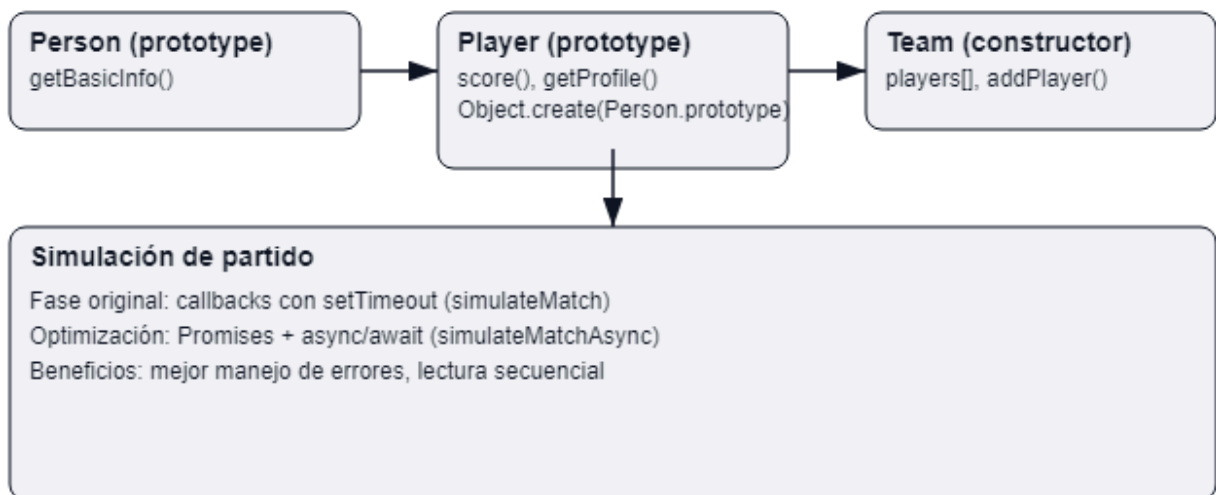 Person (prototype)
getBasicInfo()
Player (prototype)
score(), getProfile()
Object.create(Person.prototype)
Team (constructor)
players[], addPlayer()
Simulación de partido
Fase original: callbacks con setTimeout (simulateMatch)
Optimización: Promises + async/await (simulateMatchAsync)
Beneficios: mejor manejo de errores, lectura secuencial